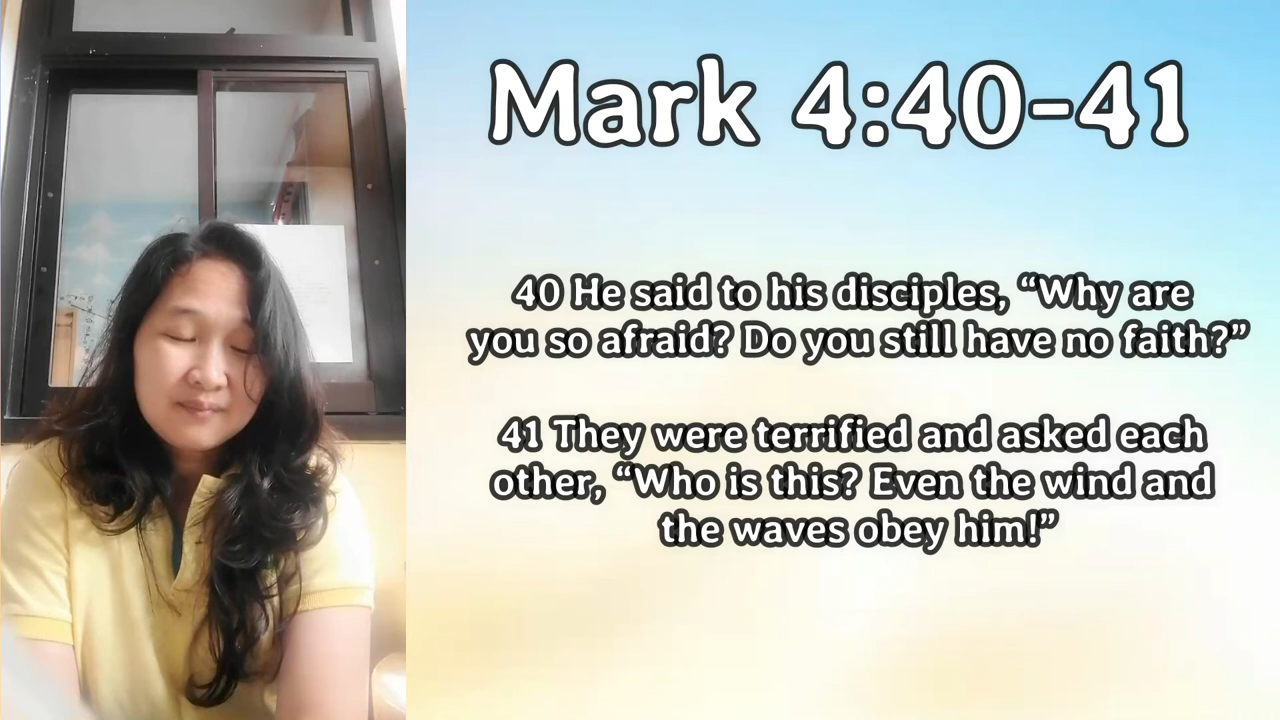 Mark 4:40-41
40 He said to his disciples, “Why are
you so afraid? Do you still have no faith?”
41 They were terrified and asked each
other, “Who is this? Even the wind and
the waves obey him!”